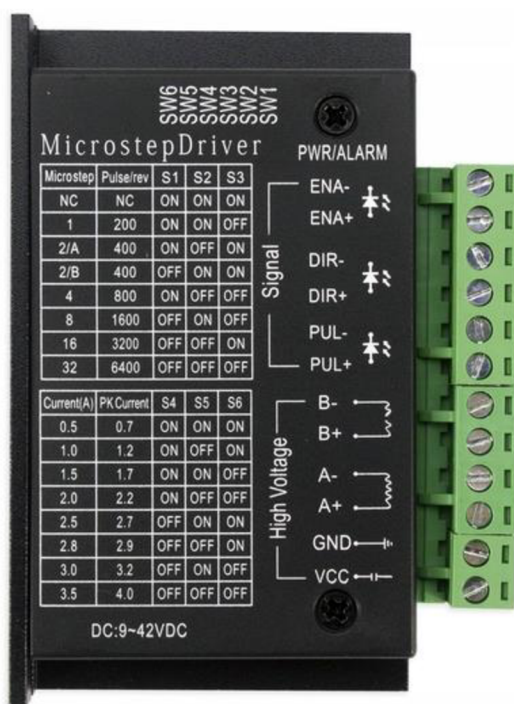 SW6
SW5
SW4
SW3
SW2
SW1
MicrostepDriver
PWR/ALARM
Microstep Pulse/rev S1 S2 S3
NC NC ON ON ON
1 200 ON ON OFF
2/A 400 ON OFF ON
2/B 400 OFF ON ON
4 800 ON OFF OFF
8 1600 OFF ON OFF
16 3200 OFF OFF ON
32 6400 OFF OFF OFF
Current(A) PK Current S4 S5 S6
0.5 0.7 ON ON ON
1.0 1.2 ON OFF ON
1.5 1.7 ON ON OFF
2.0 2.2 ON OFF OFF
2.5 2.7 OFF ON ON
2.8 2.9 OFF OFF ON
3.0 3.2 OFF ON OFF
3.5 4.0 OFF OFF OFF
DC:9~42VDC
Signal
ENA-
ENA+
DIR-
DIR+
PUL-
PUL+
High Voltage
B-
B+
A-
A+
GND
VCC